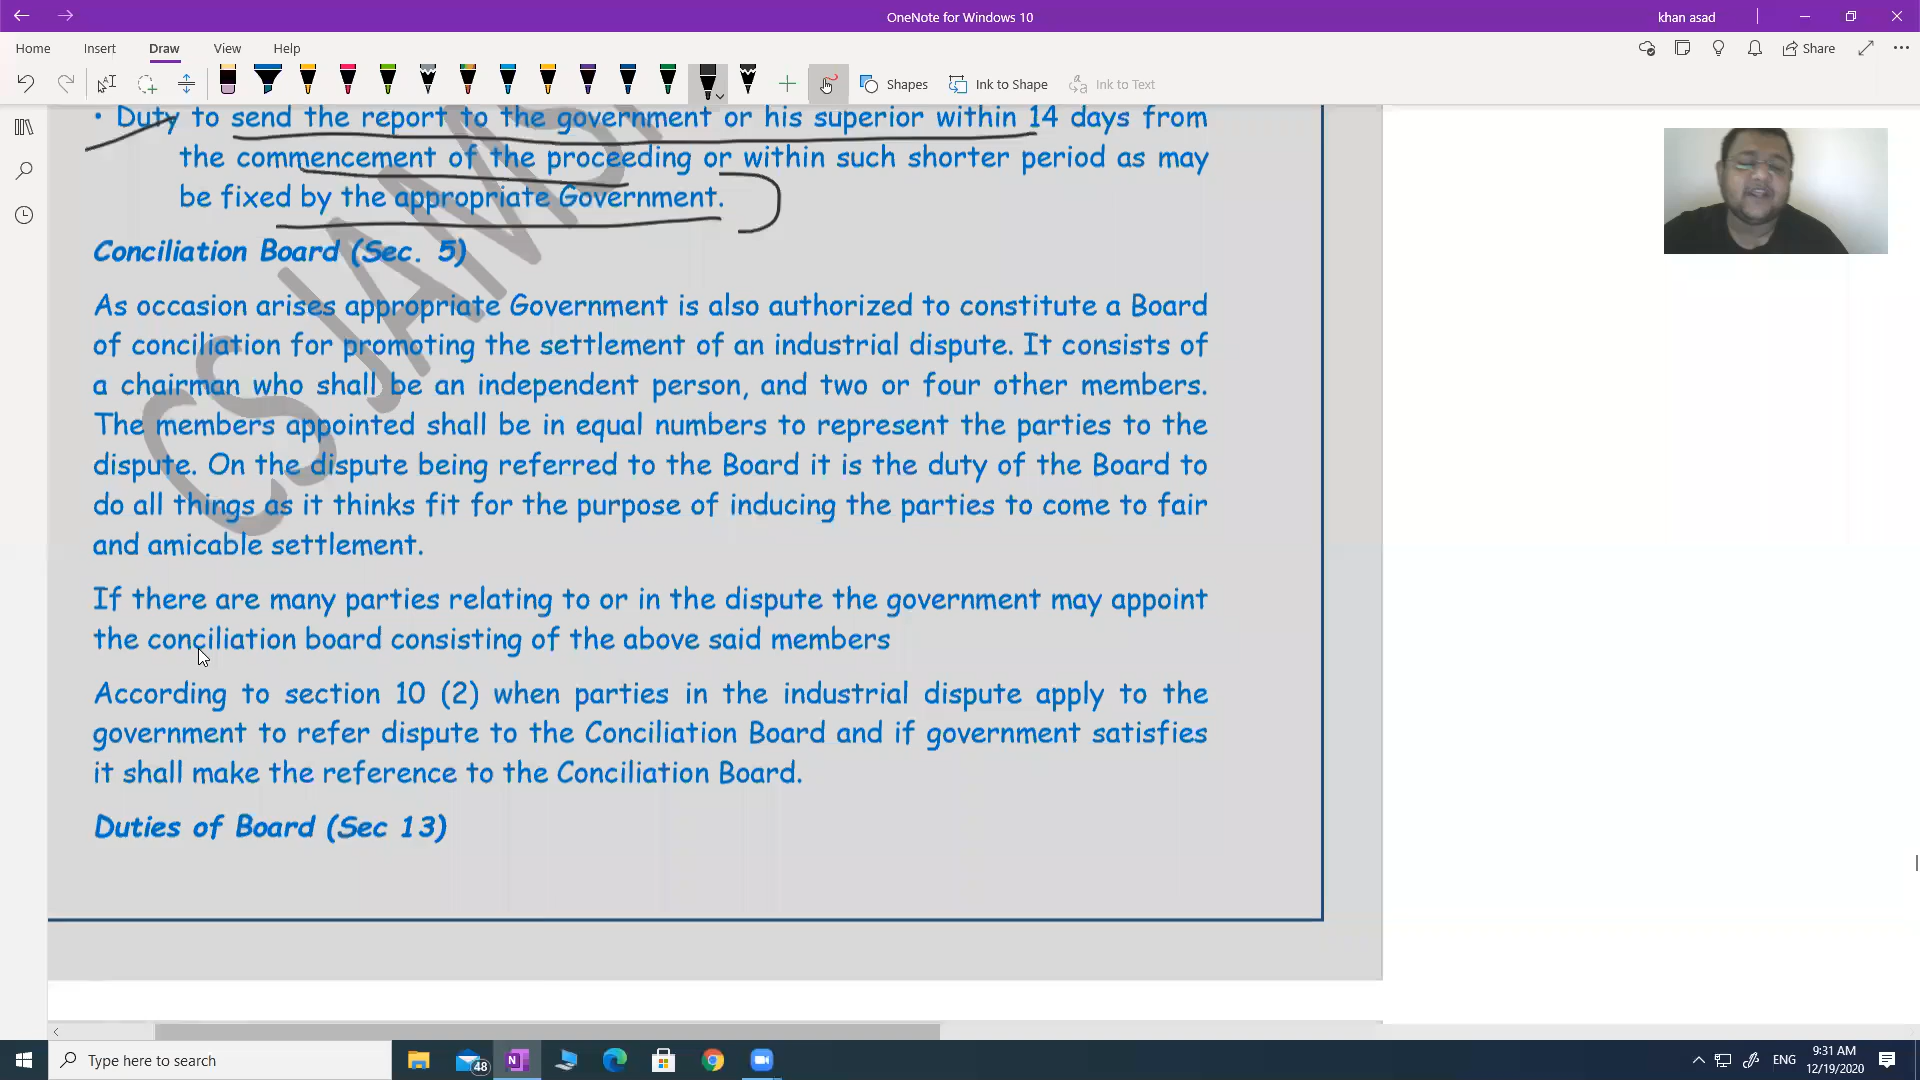 OneNote for Windows 10
khan asad
Home Insert Draw View Help
Share
Shapes Ink to Shape Ink to Text
• Duty to send the report to the government or his superior within 14 days from
the commencement of the proceeding or within such shorter period as may
be fixed by the appropriate Government.
Conciliation Board (Sec. 5)
As occasion arises appropriate Government is also authorized to constitute a Board
of conciliation for promoting the settlement of an industrial dispute. It consists of
a chairman who shall be an independent person, and two or four other members.
The members appointed shall be in equal numbers to represent the parties to the
dispute. On the dispute being referred to the Board it is the duty of the Board to
do all things as it thinks fit for the purpose of inducing the parties to come to fair
and amicable settlement.
If there are many parties relating to or in the dispute the government may appoint
the conciliation board consisting of the above said members
According to section 10 (2) when parties in the industrial dispute apply to the
government to refer dispute to the Conciliation Board and if government satisfies
it shall make the reference to the Conciliation Board.
Duties of Board (Sec 13)
CS JAMS
Type here to search
48
ENG
9:31 AM
12/19/2020